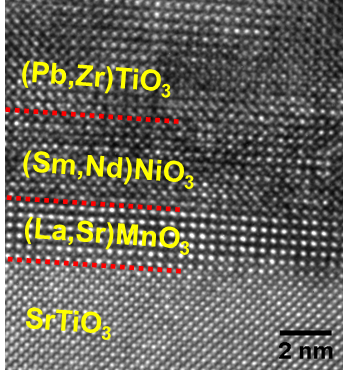 (Pb,Zr)TiO₃
(Sm,Nd)NiO₃
(La,Sr)MnO₃
SrTiO₃
2 nm